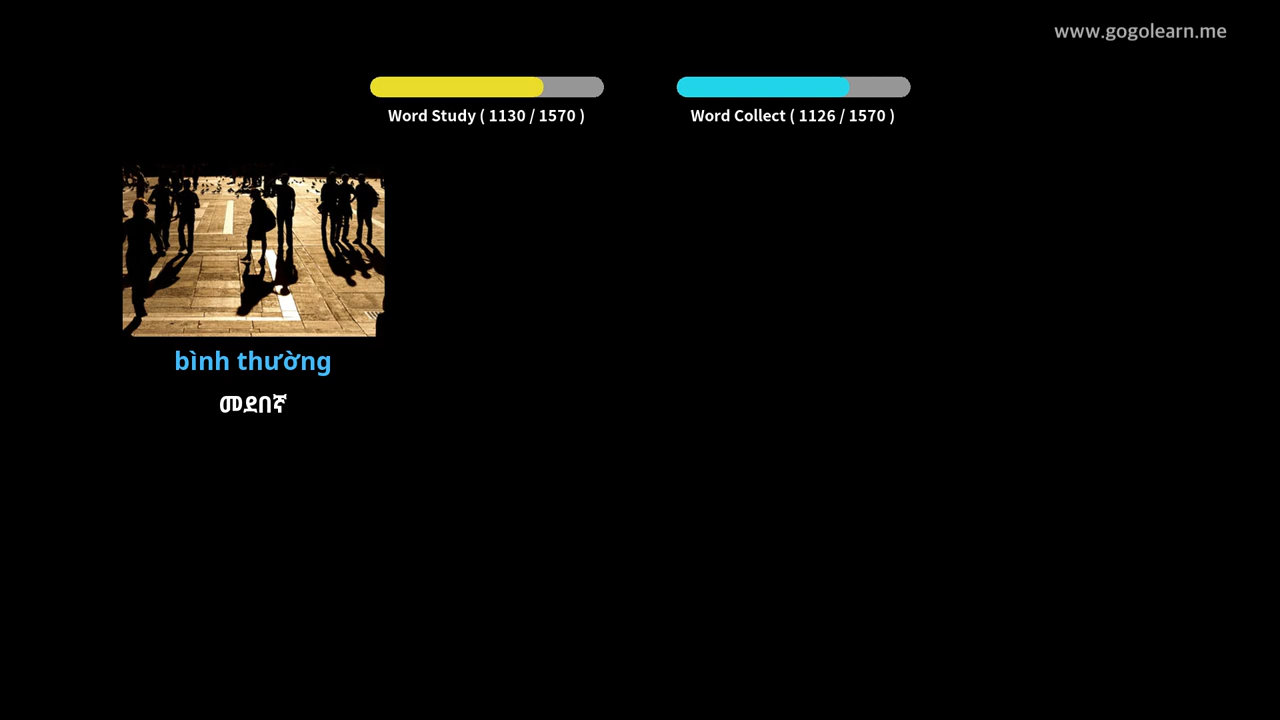 www.gogolearn.me
Word Study ( 1130 / 1570 )
Word Collect ( 1126 / 1570 )
bình thường
መደበኛ